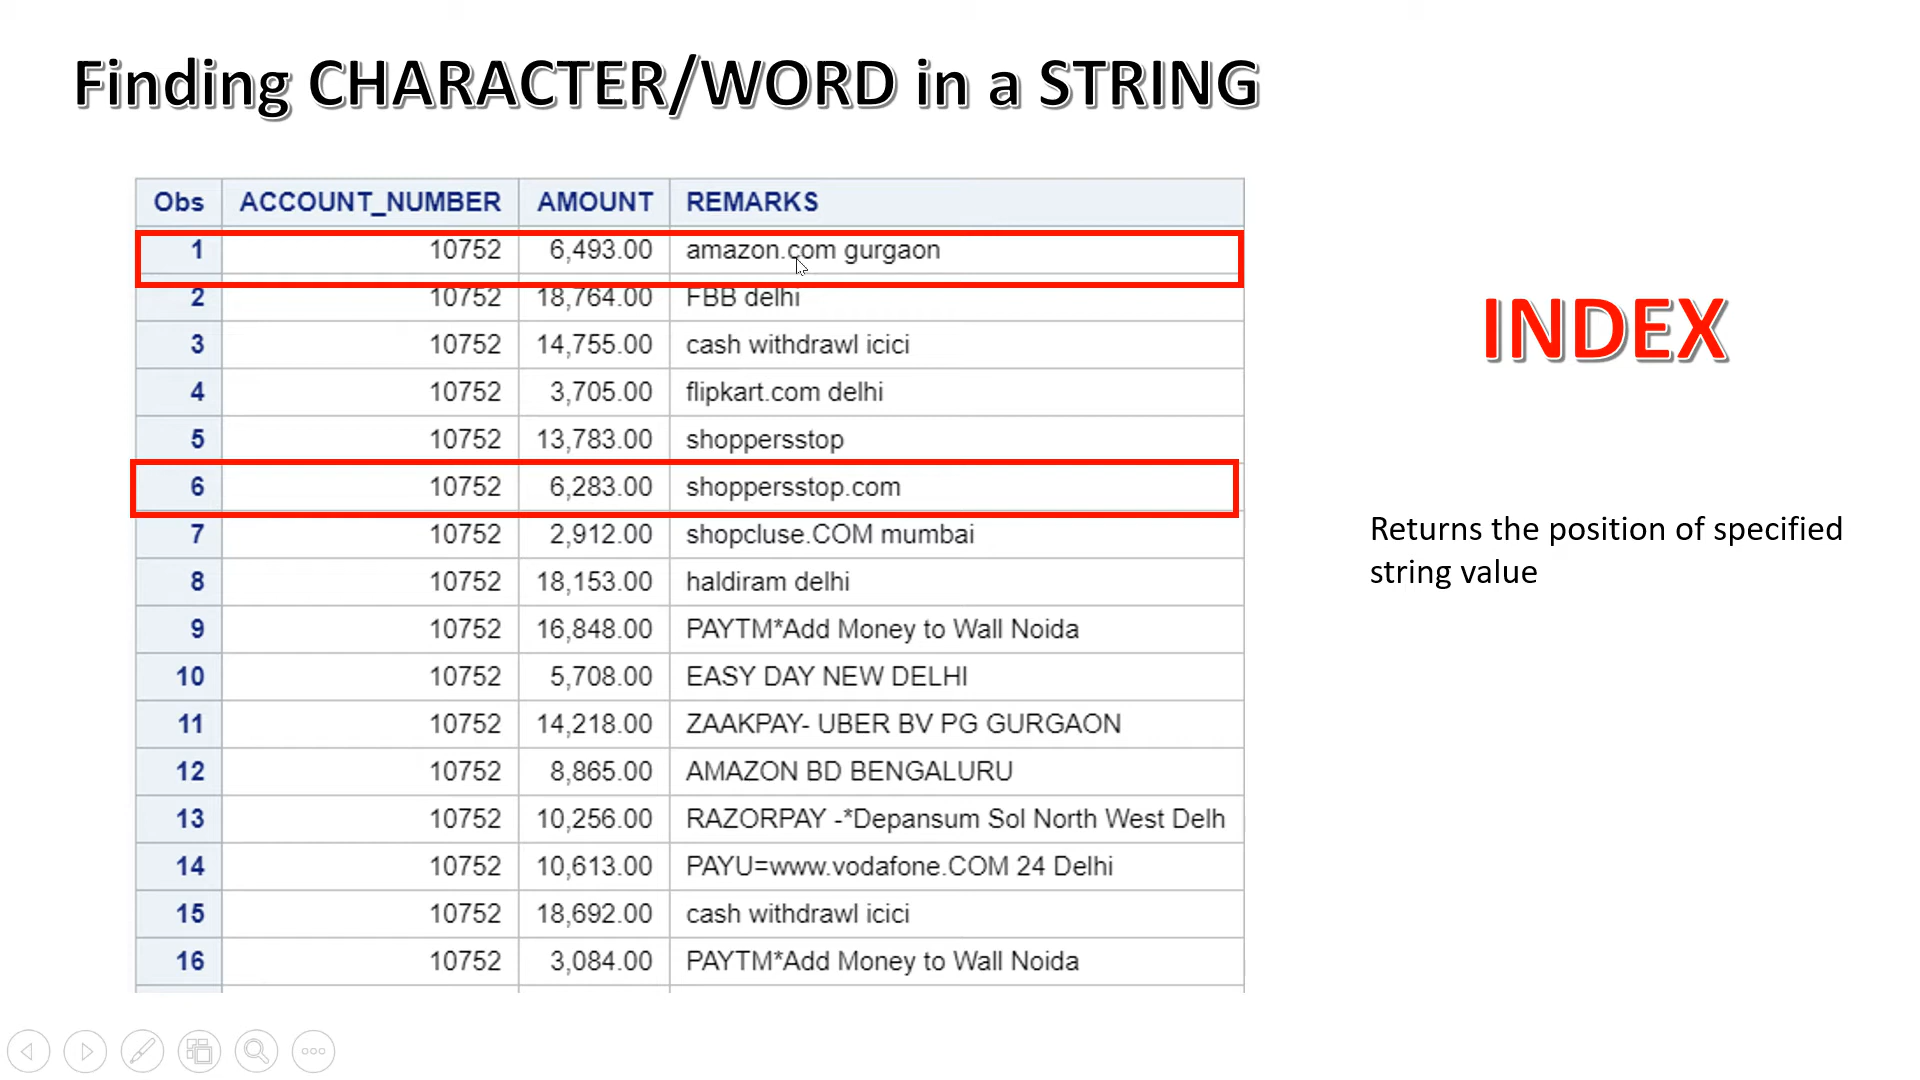 Finding CHARACTER/WORD in a STRING
Obs ACCOUNT_NUMBER AMOUNT REMARKS
1 10752 6,493.00 amazon.com gurgaon
2 10752 18,764.00 FBB delhi
3 10752 14,755.00 cash withdrawl icici
4 10752 3,705.00 flipkart.com delhi
5 10752 13,783.00 shoppersstop
6 10752 6,283.00 shoppersstop.com
7 10752 2,912.00 shopcluse.COM mumbai
8 10752 18,153.00 haldiram delhi
9 10752 16,848.00 PAYTM*Add Money to Wall Noida
10 10752 5,708.00 EASY DAY NEW DELHI
11 10752 14,218.00 ZAAKPAY- UBER BV PG GURGAON
12 10752 8,865.00 AMAZON BD BENGALURU
13 10752 10,256.00 RAZORPAY -*Depansum Sol North West Delh
14 10752 10,613.00 PAYU=www.vodafone.COM 24 Delhi
15 10752 18,692.00 cash withdrawl icici
16 10752 3,084.00 PAYTM*Add Money to Wall Noida
INDEX
Returns the position of specified
string value